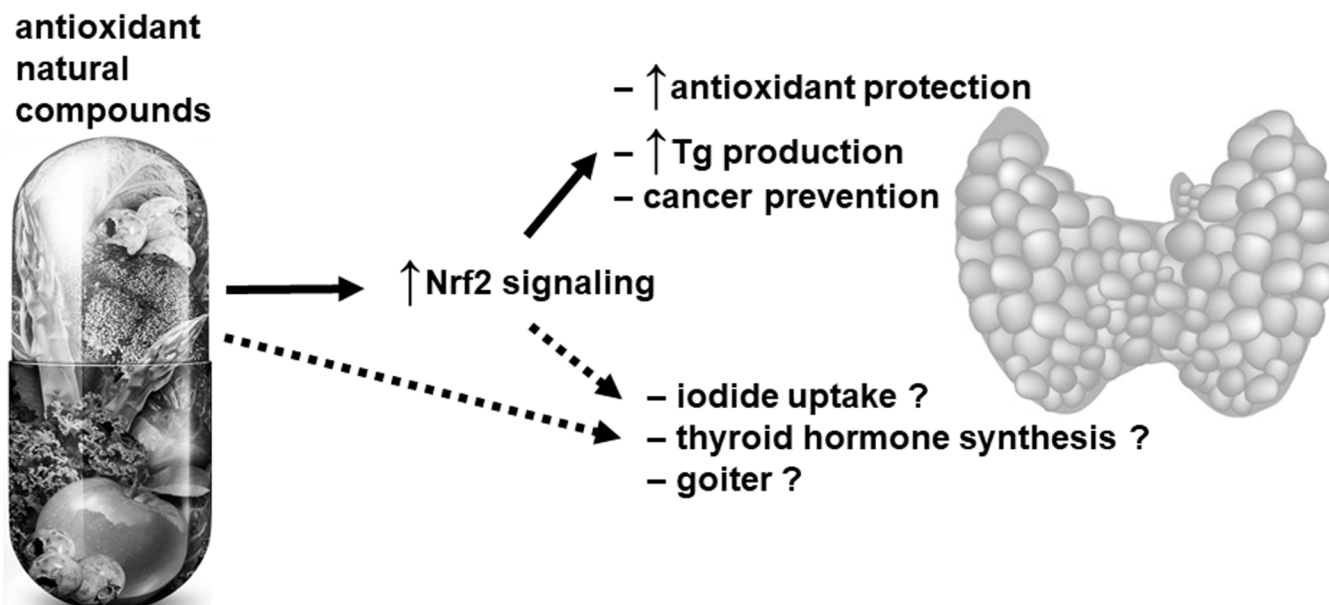 antioxidant
natural
compounds
– ↑antioxidant protection
– ↑Tg production
– cancer prevention
↑Nrf2 signaling
– iodide uptake ?
– thyroid hormone synthesis ?
– goiter ?